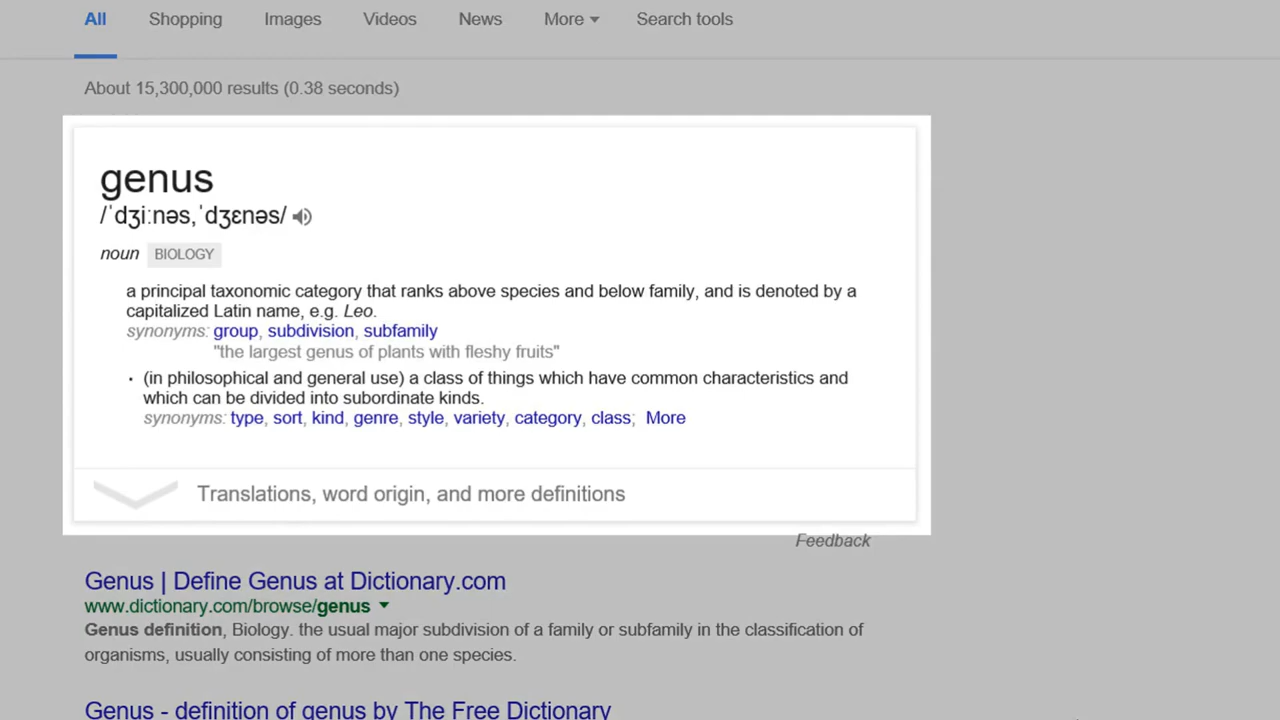 All Shopping Images Videos News More Search tools
About 15,300,000 results (0.38 seconds)
genus
/ˈdʒiːnəs,ˈdʒɛnəs/
noun BIOLOGY
a principal taxonomic category that ranks above species and below family, and is denoted by a
capitalized Latin name, e.g. Leo.
synonyms: group, subdivision, subfamily
"the largest genus of plants with fleshy fruits"
• (in philosophical and general use) a class of things which have common characteristics and
which can be divided into subordinate kinds.
synonyms: type, sort, kind, genre, style, variety, category, class; More
Translations, word origin, and more definitions
Feedback
Genus | Define Genus at Dictionary.com
www.dictionary.com/browse/genus
Genus definition, Biology. the usual major subdivision of a family or subfamily in the classification of
organisms, usually consisting of more than one species.
Genus - definition of genus by The Free Dictionary